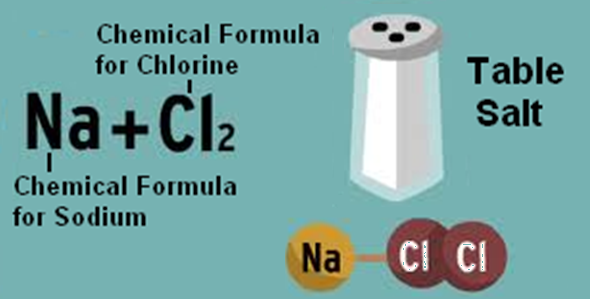 Chemical Formula
for Chlorine
Na+Cl₂
Chemical Formula
for Sodium
Table
Salt
Na Cl Cl